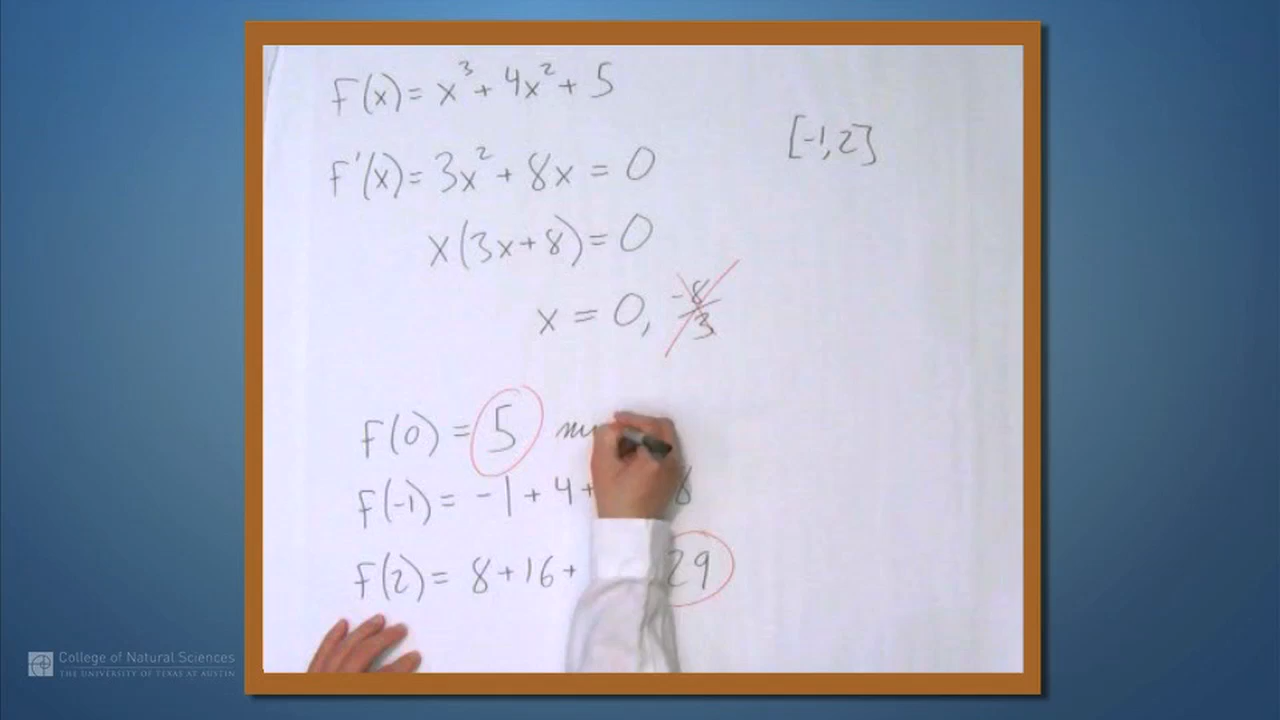 F(x) = x³ + 4x² + 5
[-1, 2]
F'(x) = 3x² + 8x = 0
x(3x+8) = 0
x = 0, -8/3
F(0) = 5
F(-1) = -1 + 4 + 8
F(2) = 8 + 16 + 29
College of Natural Sciences
THE UNIVERSITY OF TEXAS AT AUSTIN